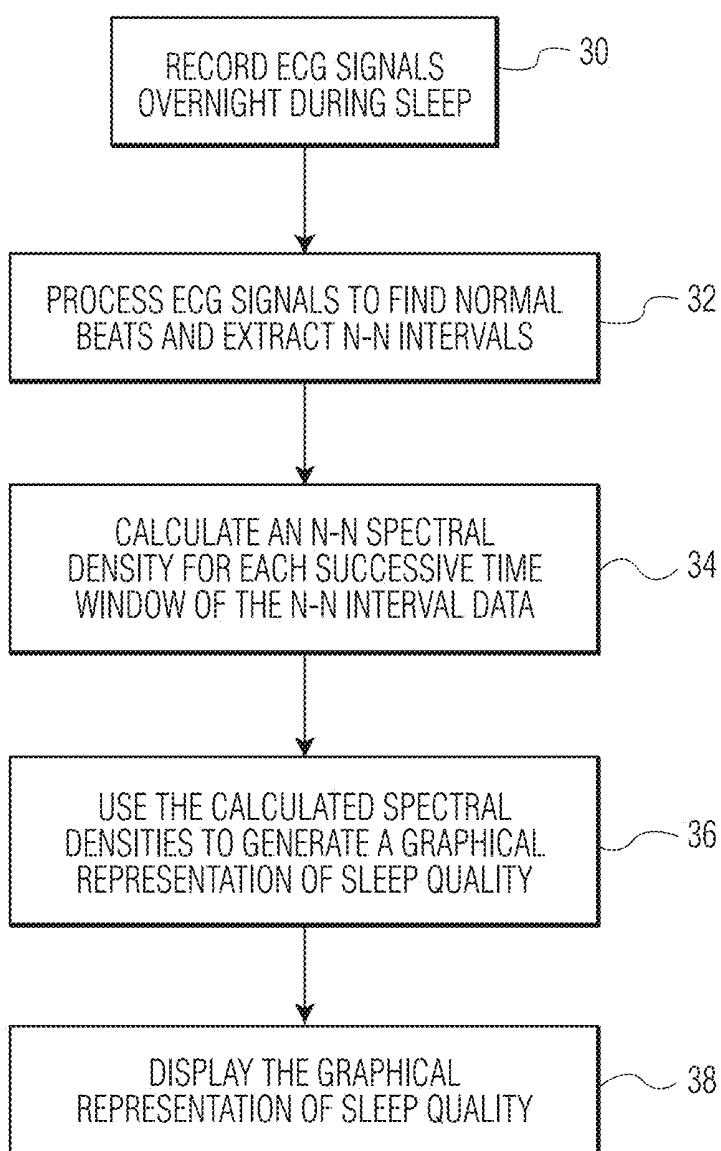 RECORD ECG SIGNALS
OVERNIGHT DURING SLEEP
30
PROCESS ECG SIGNALS TO FIND NORMAL
BEATS AND EXTRACT N-N INTERVALS
32
CALCULATE AN N-N SPECTRAL
DENSITY FOR EACH SUCCESSIVE TIME
WINDOW OF THE N-N INTERVAL DATA
34
USE THE CALCULATED SPECTRAL
DENSITIES TO GENERATE A GRAPHICAL
REPRESENTATION OF SLEEP QUALITY
36
DISPLAY THE GRAPHICAL
REPRESENTATION OF SLEEP QUALITY
38